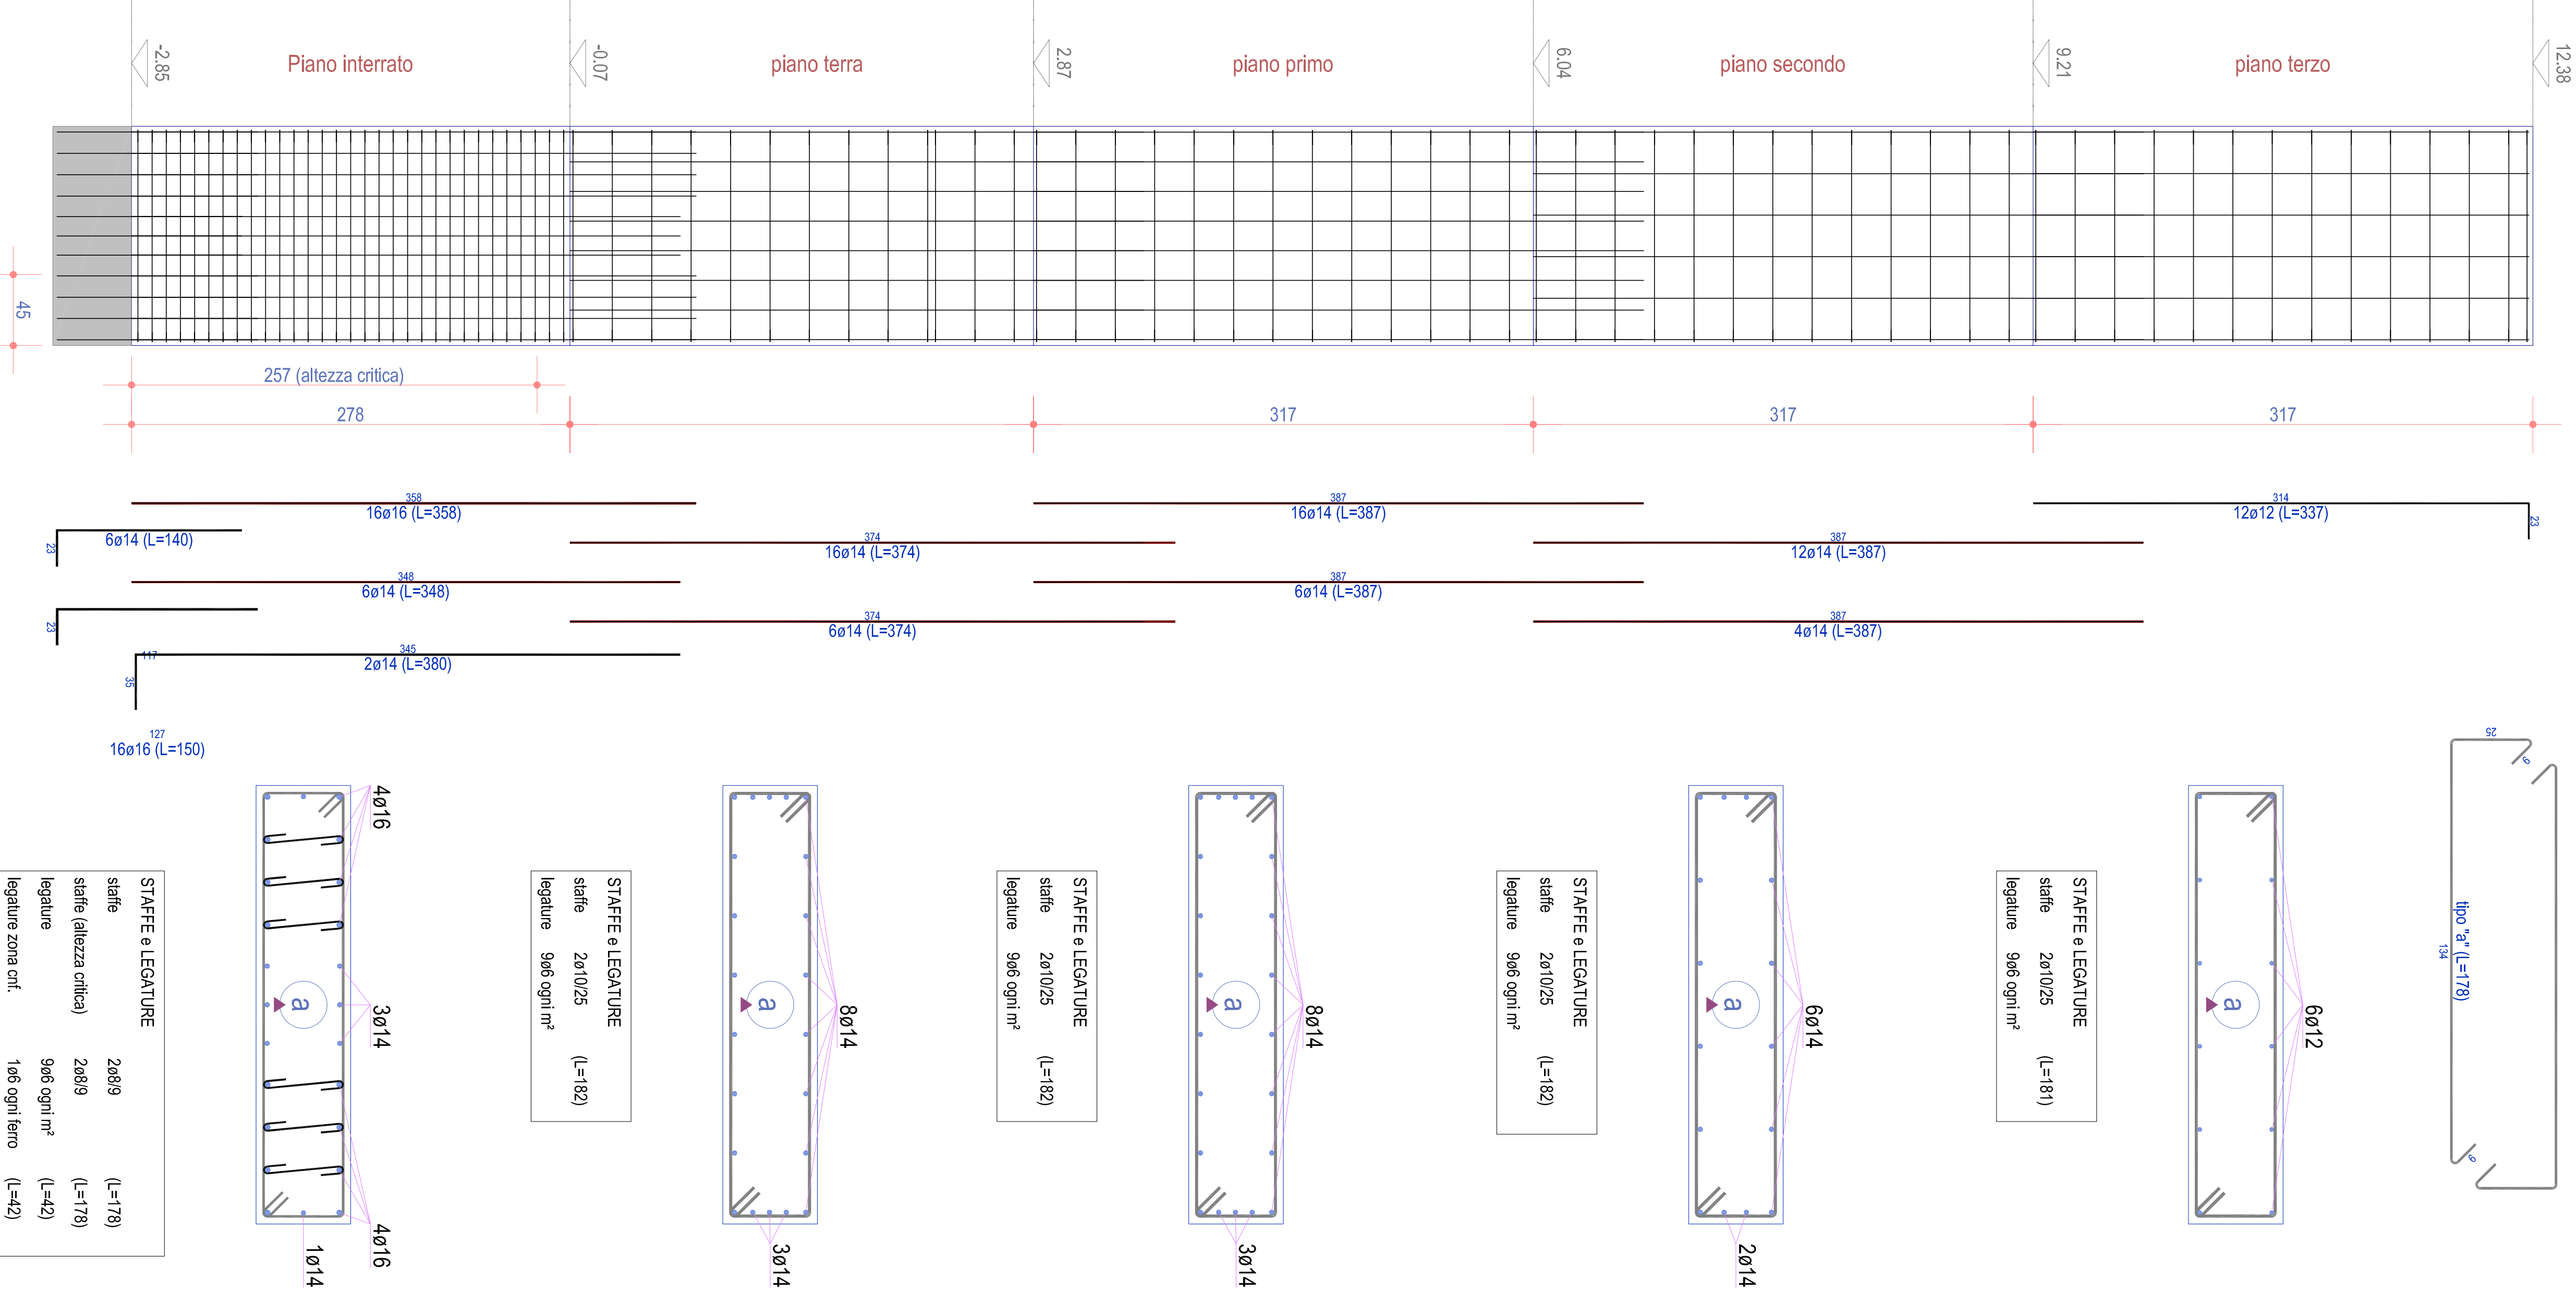 -2.85
Piano interrato
-0.07
piano terra
2.87
piano primo
6.04
piano secondo
9.21
piano terzo
12.38
45
257 (altezza critica)
278
317
317
317
358
16ø16 (L=358)
387
16ø14 (L=387)
314
12ø12 (L=337)
23
23
6ø14 (L=140)
374
16ø14 (L=374)
387
12ø14 (L=387)
348
6ø14 (L=348)
387
6ø14 (L=387)
23
374
6ø14 (L=374)
387
4ø14 (L=387)
117
345
2ø14 (L=380)
35
127
16ø16 (L=150)
4ø16
3ø14
4ø16
1ø14
a
STAFFE e LEGATURE
staffe 2ø8/9 (L=178)
staffe (altezza critica) 2ø8/9 (L=178)
legature 9ø6 ogni m² (L=42)
legature zona cnf. 1ø6 ogni ferro (L=42)
8ø14
3ø14
a
STAFFE e LEGATURE
staffe 2ø10/25 (L=182)
legature 9ø6 ogni m²
8ø14
3ø14
a
STAFFE e LEGATURE
staffe 2ø10/25 (L=182)
legature 9ø6 ogni m²
6ø14
2ø14
a
STAFFE e LEGATURE
staffe 2ø10/25 (L=182)
legature 9ø6 ogni m²
6ø12
a
STAFFE e LEGATURE
staffe 2ø10/25 (L=181)
legature 9ø6 ogni m²
25
6
tipo "a" (L=178)
134
6